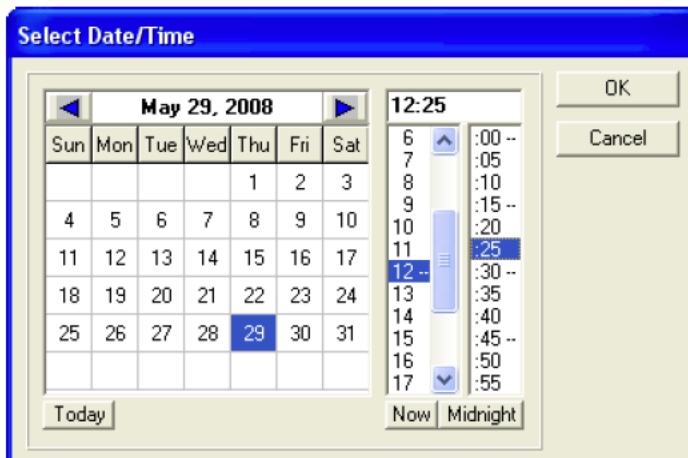 Select Date/Time
May 29, 2008
Sun Mon Tue Wed Thu Fri Sat
1 2 3
4 5 6 7 8 9 10
11 12 13 14 15 16 17
18 19 20 21 22 23 24
25 26 27 28 29 30 31
Today
12:25
6 :00 --
7 :05
8 :10
9 :15 --
10 :20
11 :25
12 -- :30 --
13 :35
14 :40
15 :45 --
16 :50
17 :55
Now Midnight
OK
Cancel